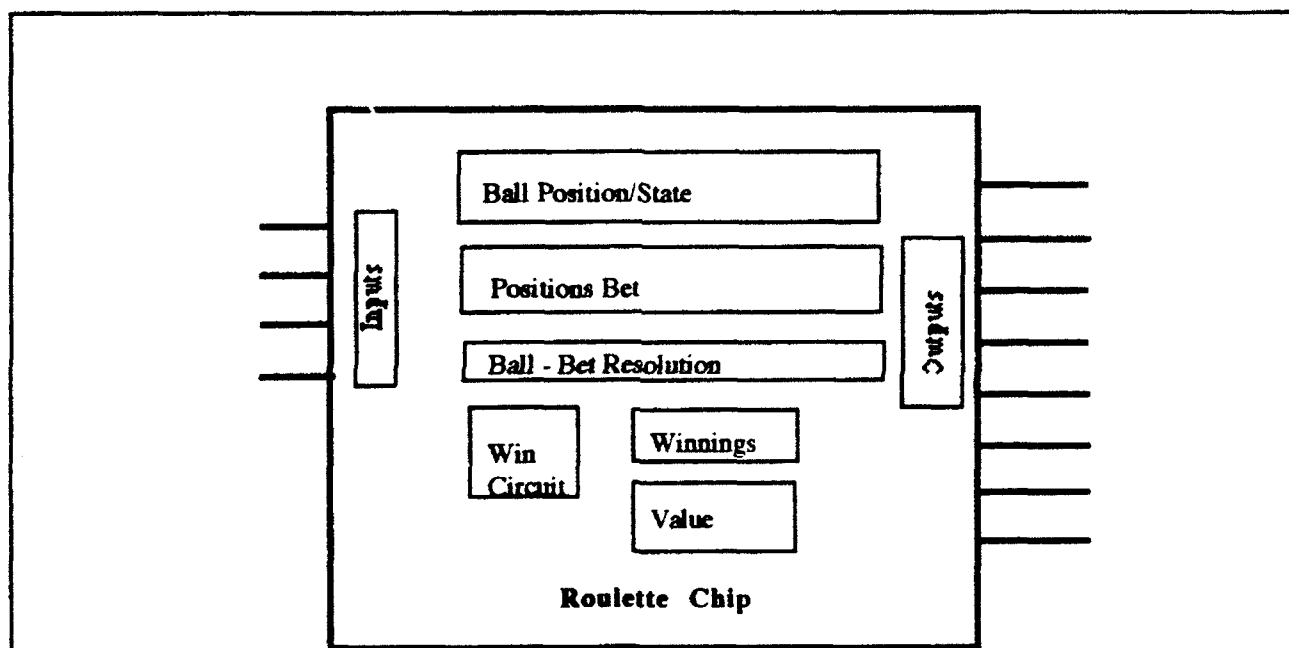 Ball Position/State
Inputs
Positions Bet
Outputs
Ball - Bet Resolution
Win
Circuit
Winnings
Value
Roulette Chip